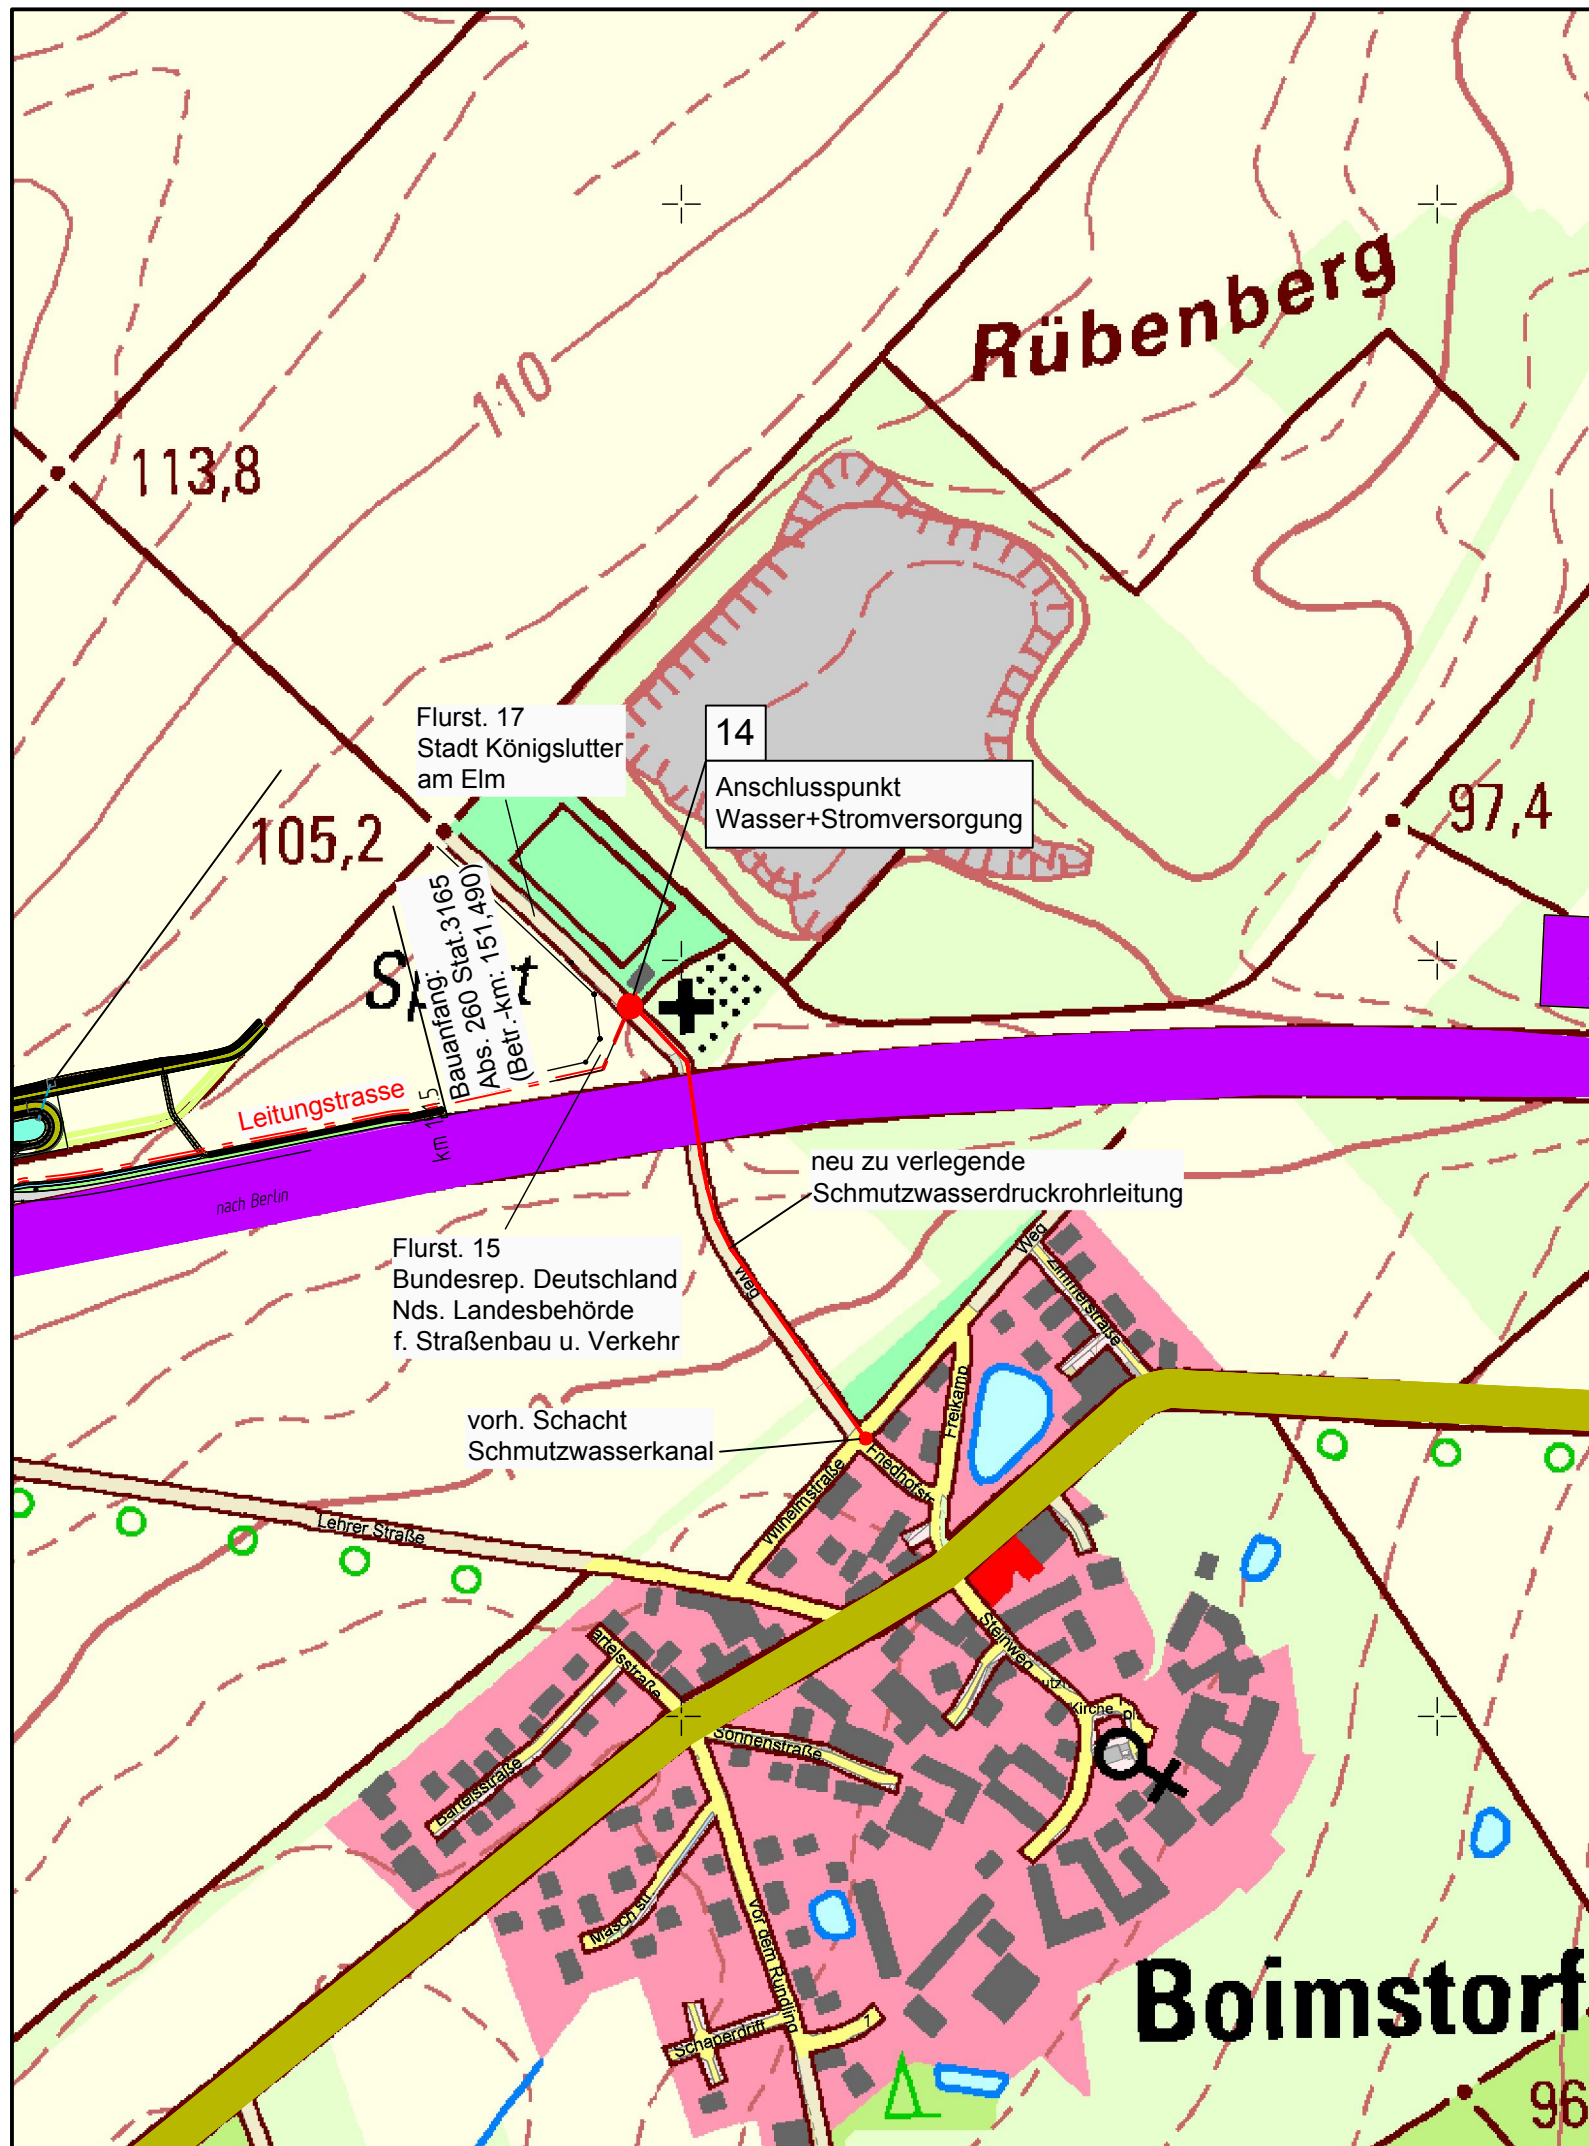 Rübenberg
110
113,8
Flurst. 17
Stadt Königslutter
am Elm
14
Anschlusspunkt
Wasser+Stromversorgung
105,2
97,4
Bauanfang:
Abs. 260 Stat.3165
(Betr.-km: 151,490)
Leitungstrasse
nach Berlin
neu zu verlegende
Schmutzwasserdruckrohrleitung
Flurst. 15
Bundesrep. Deutschland
Nds. Landesbehörde
f. Straßenbau u. Verkehr
Weg
Weg
Zimmerstraße
Freikamp
vorh. Schacht
Schmutzwasserkanal
Friedhofstr
Wilhelmstraße
Lehrer Straße
Steinweg
artelsstraße
Kirche
pl
Sonnenstraße
Bartelsstraße
Masch str.
Vor dem Rundling
Schaperdrift
Boimstorf
96